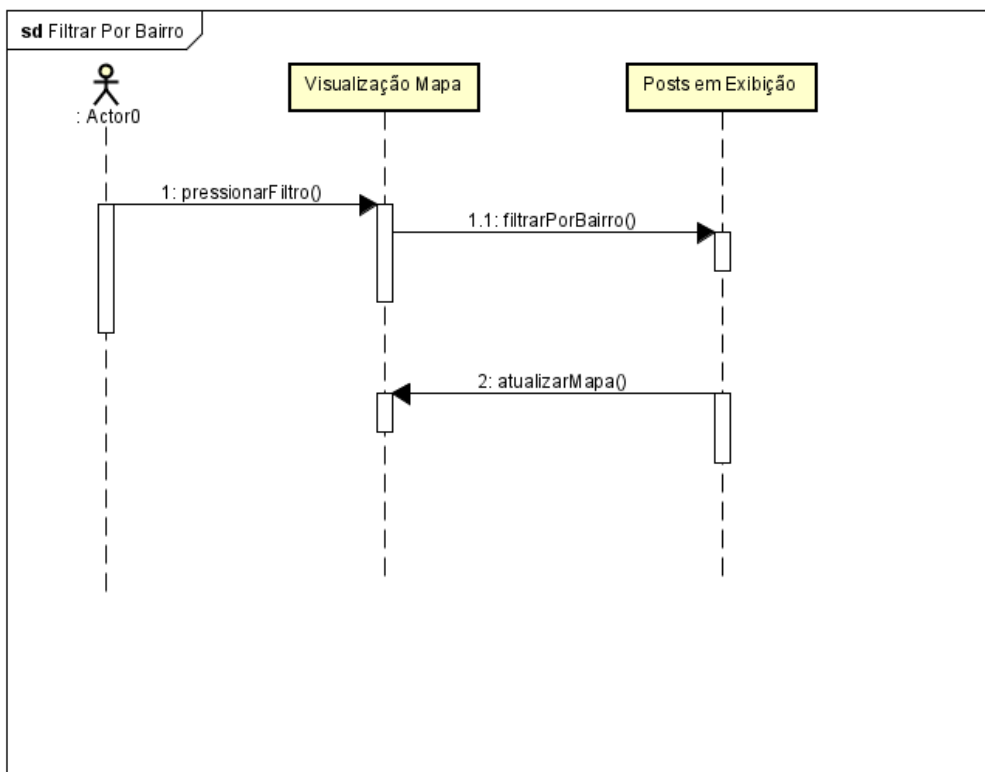 sd Filtrar Por Bairro
: Actor0
Visualização Mapa
Posts em Exibição
1: pressionarFiltro()
1.1: filtrarPorBairro()
2: atualizarMapa()